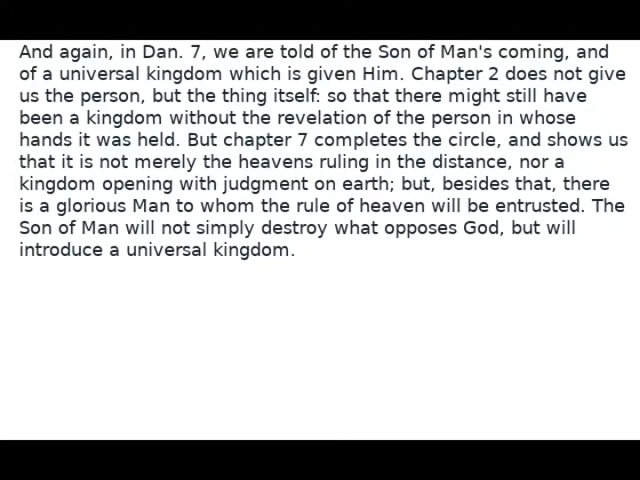 And again, in Dan. 7, we are told of the Son of Man's coming, and
of a universal kingdom which is given Him. Chapter 2 does not give
us the person, but the thing itself: so that there might still have
been a kingdom without the revelation of the person in whose
hands it was held. But chapter 7 completes the circle, and shows us
that it is not merely the heavens ruling in the distance, nor a
kingdom opening with judgment on earth; but, besides that, there
is a glorious Man to whom the rule of heaven will be entrusted. The
Son of Man will not simply destroy what opposes God, but will
introduce a universal kingdom.